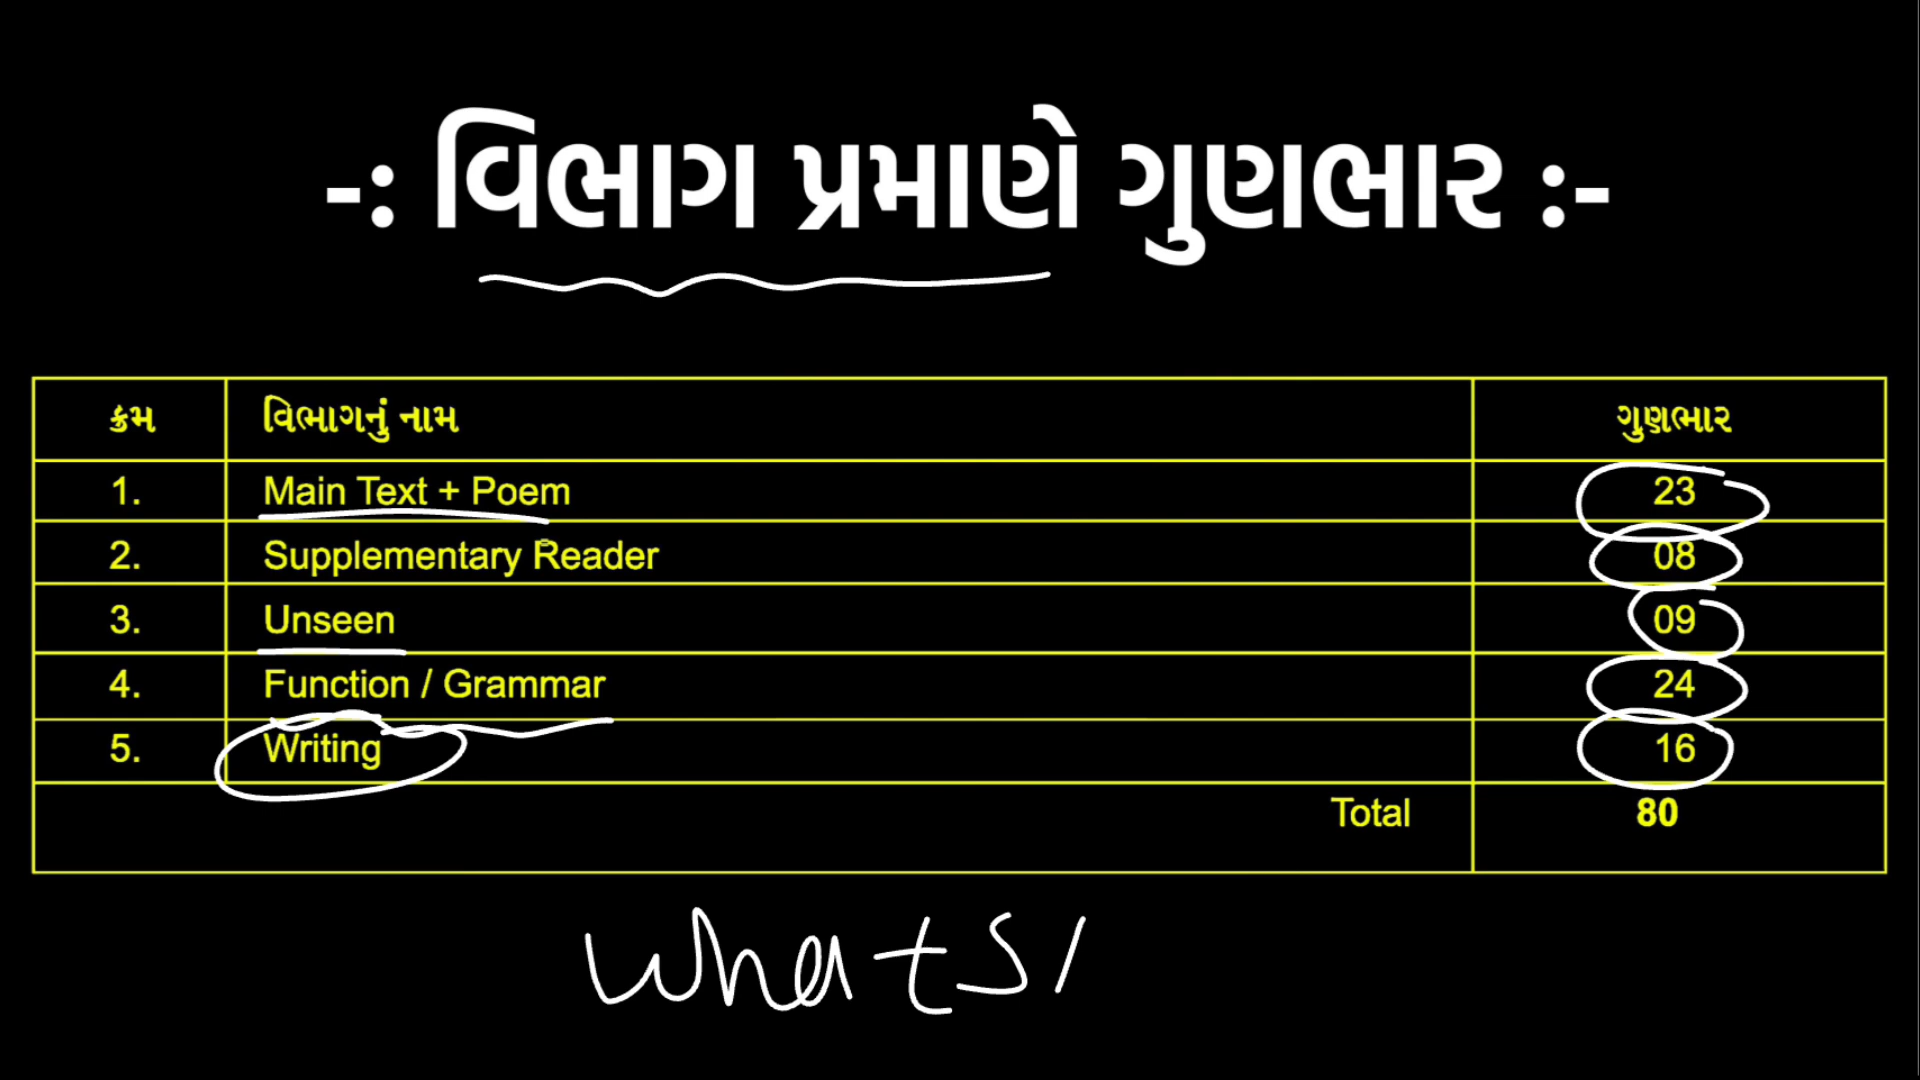 -: વિભાગ પ્રમાણે ગુણભાર :-
ક્રમ વિભાગનું નામ ગુણભાર
1. Main Text + Poem 23
2. Supplementary Reader 08
3. Unseen 09
4. Function / Grammar 24
5. Writing 16
Total 80
whats